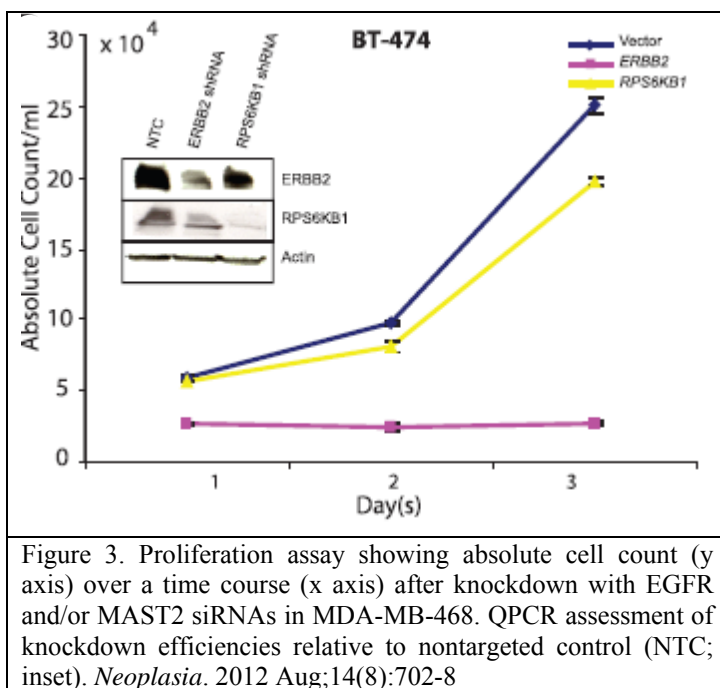 30
x 10
4
BT-474
Vector
ERBB2
RPS6KB1
25
20
15
10
5
0
NTC
ERBB2 shRNA
RPS6KB1 shRNA
ERBB2
RPS6KB1
Actin
Absolute Cell Count/ml
1
2
3
Day(s)
Figure 3. Proliferation assay showing absolute cell count (y
axis) over a time course (x axis) after knockdown with EGFR
and/or MAST2 siRNAs in MDA-MB-468. QPCR assessment of
knockdown efficiencies relative to nontargeted control (NTC;
inset). Neoplasia. 2012 Aug;14(8):702-8